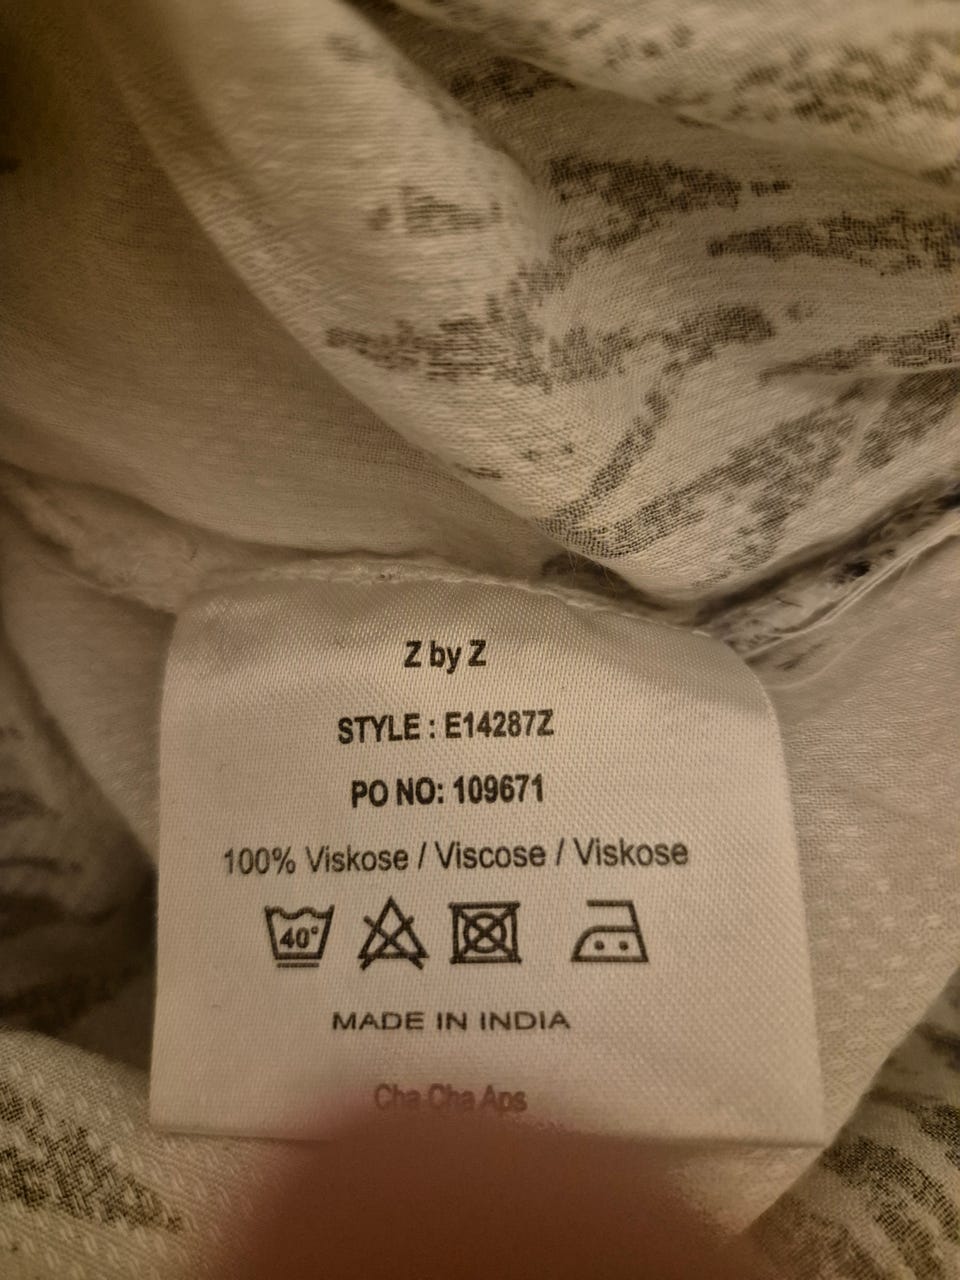 Z by Z
STYLE : E14287Z
PO NO: 109671
100% Viskose / Viscose / Viskose
40°
MADE IN INDIA
Cha Cha Aps